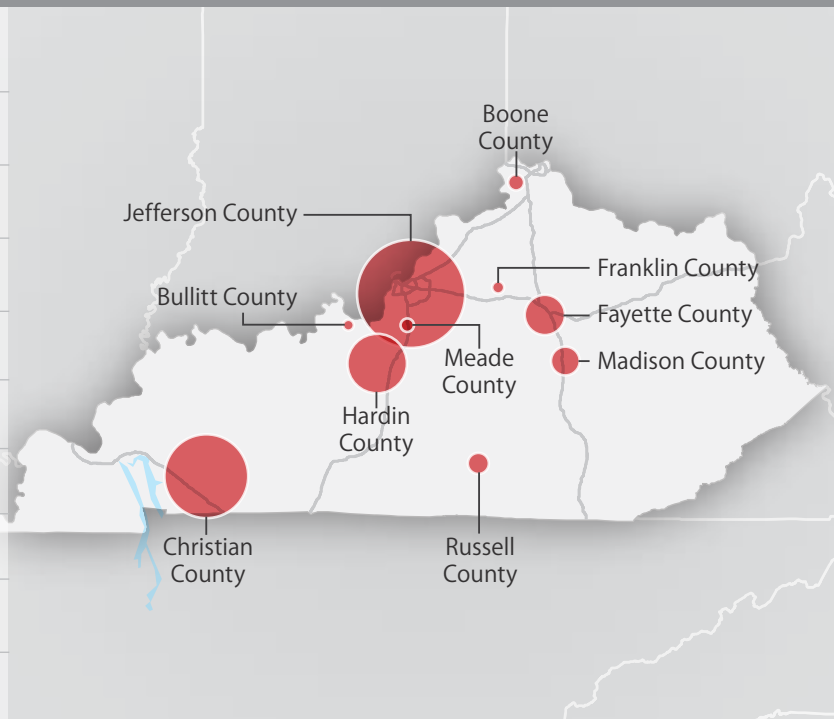 Boone
County
Jefferson County
Franklin County
Bullitt County
Fayette County
Meade
County
Madison County
Hardin
County
Christian
County
Russell
County